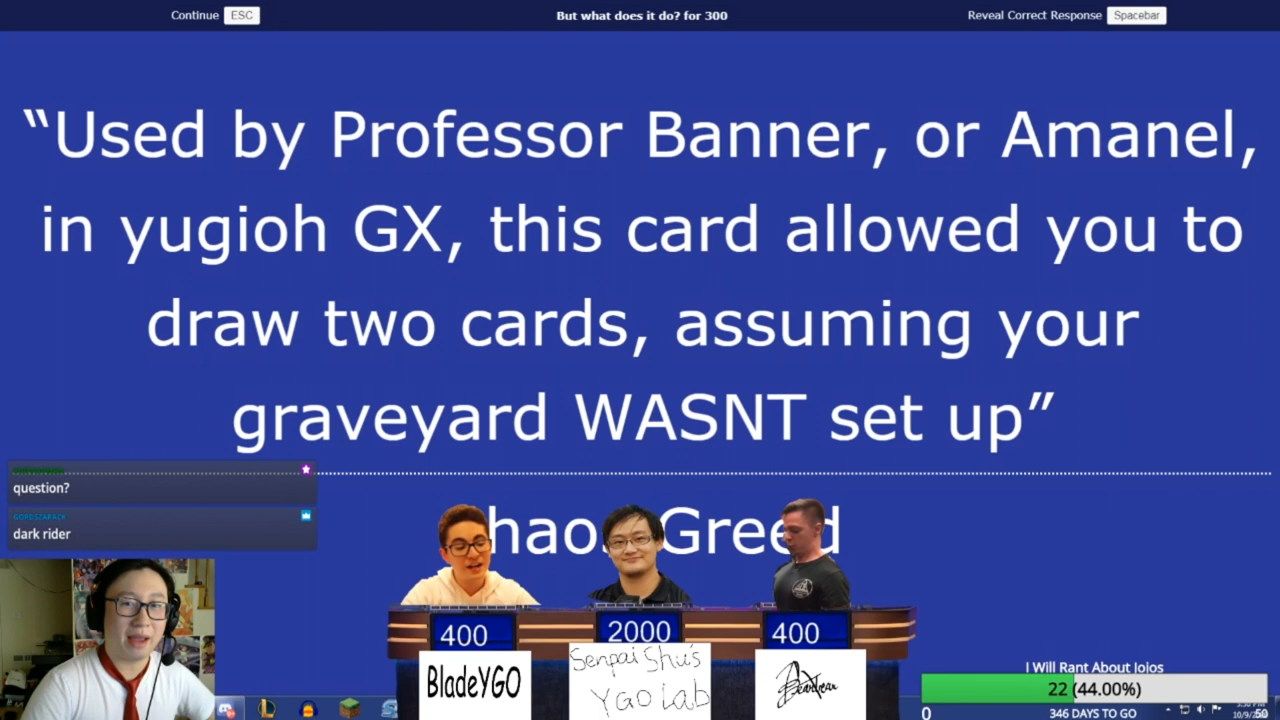 Continue ESC
But what does it do? for 300
Reveal Correct Response Spacebar
“Used by Professor Banner, or Amanel,
in yugioh GX, this card allowed you to
draw two cards, assuming your
graveyard WASNT set up”
question?
GOROSZARACK
dark rider
Greed
400
2000
400
BladeYGO
Senpai Shu's
YGO Lab
I Will Rant About Jojos
22 (44.00%)
0
346 DAYS TO GO
50